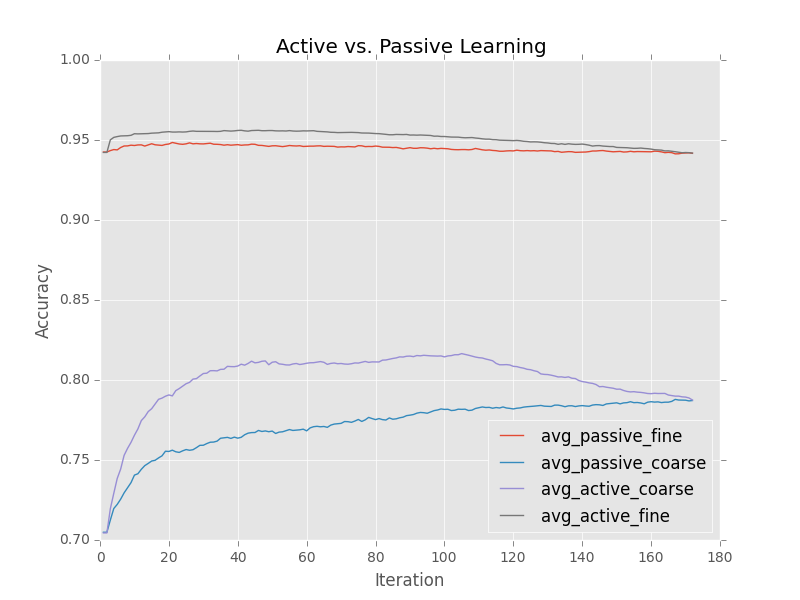 Active vs. Passive Learning
1.00
0.95
0.90
0.85
0.80
0.75
0.70
Accuracy
avg_passive_fine
avg_passive_coarse
avg_active_coarse
avg_active_fine
0 20 40 60 80 100 120 140 160 180
Iteration